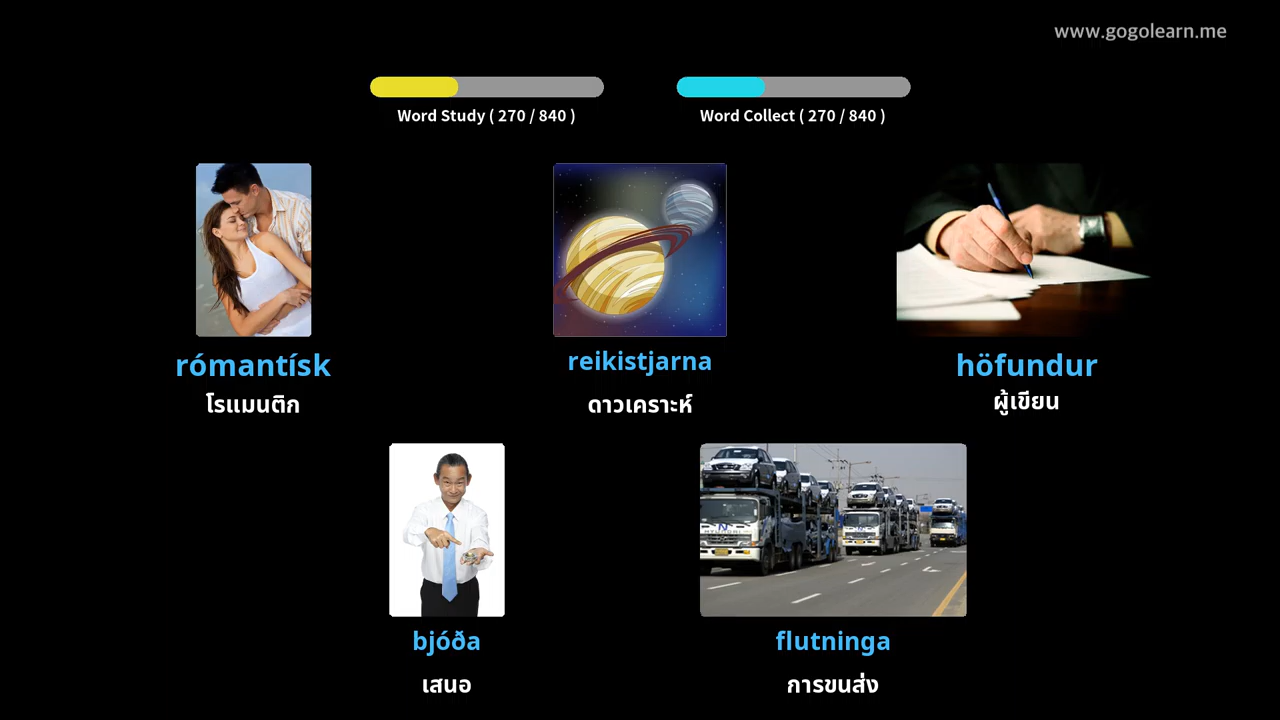 www.gogolearn.me
Word Study ( 270 / 840 )
Word Collect ( 270 / 840 )
rómantísk
โรแมนติก
reikistjarna
ดาวเคราะห์
höfundur
ผู้เขียน
bjóða
เสนอ
flutninga
การขนส่ง